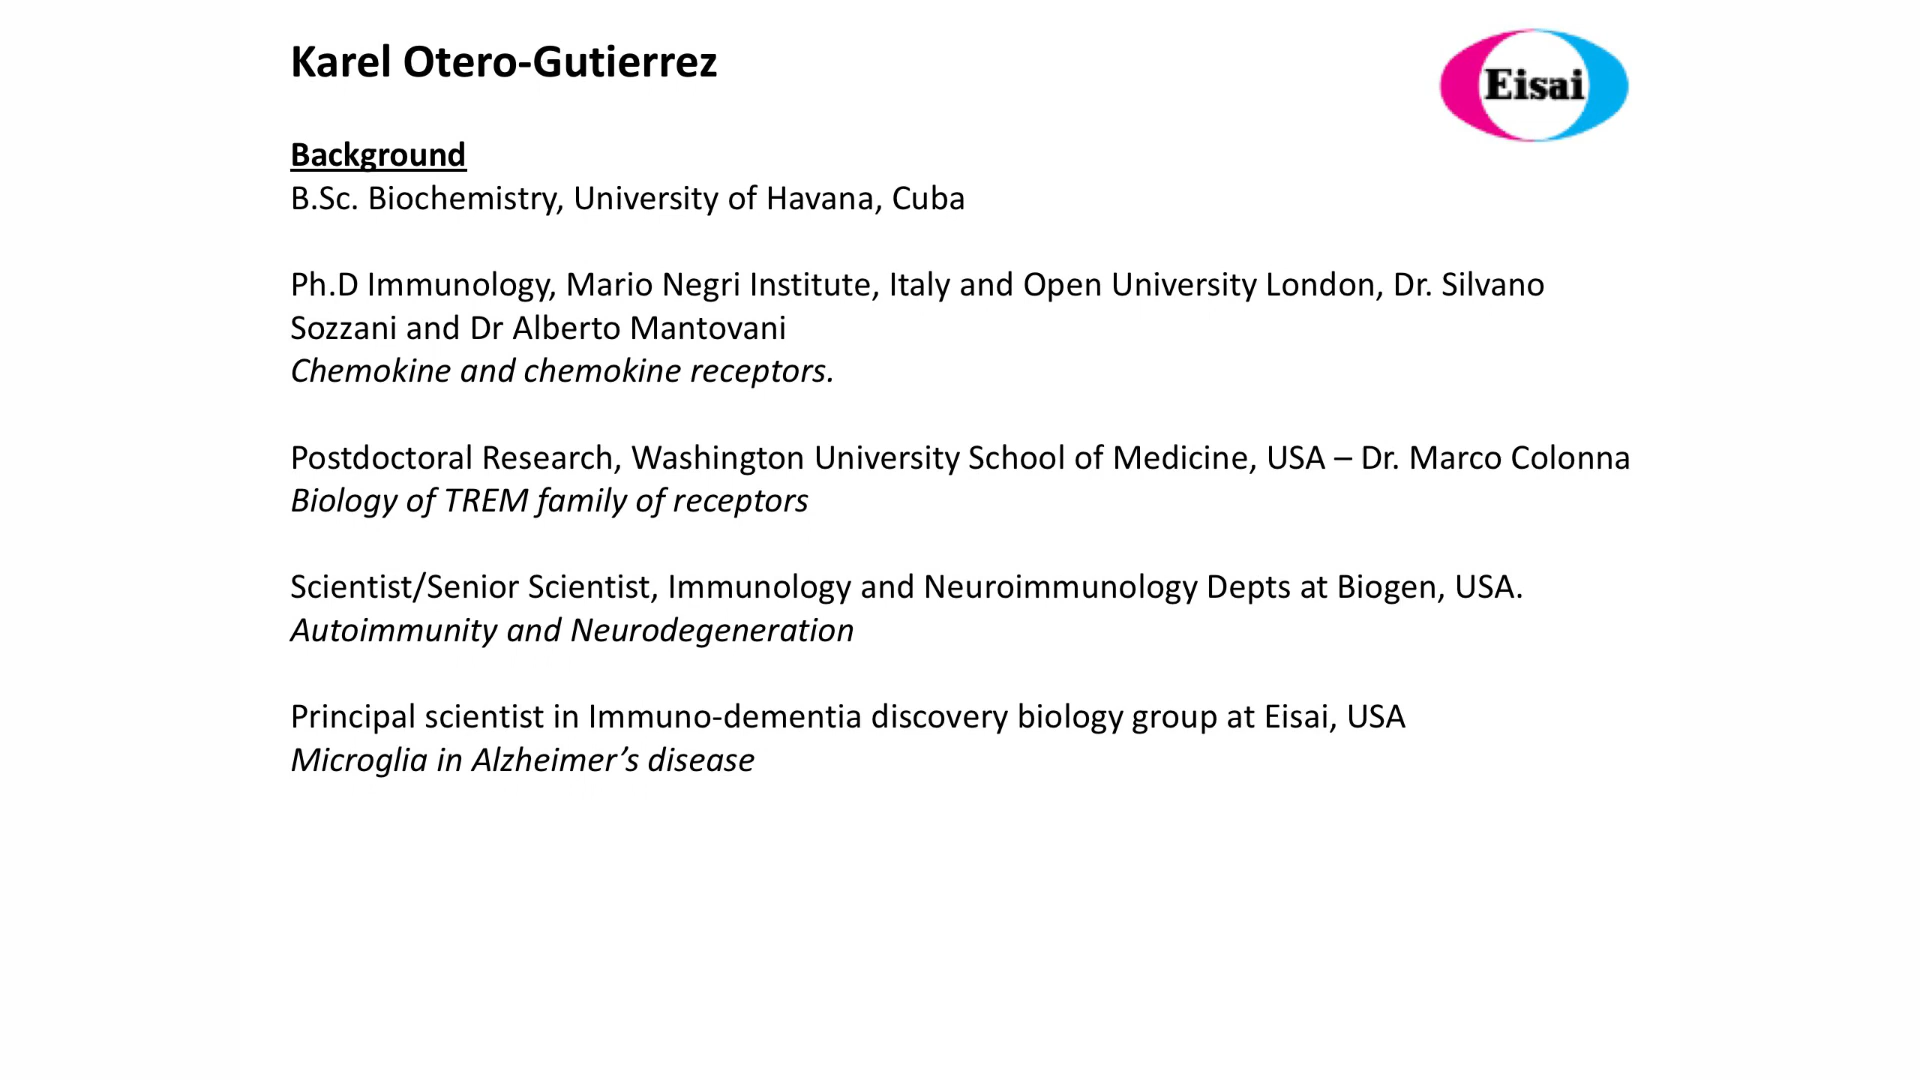 Karel Otero-Gutierrez
Eisai
Background
B.Sc. Biochemistry, University of Havana, Cuba
Ph.D Immunology, Mario Negri Institute, Italy and Open University London, Dr. Silvano
Sozzani and Dr Alberto Mantovani
Chemokine and chemokine receptors.
Postdoctoral Research, Washington University School of Medicine, USA – Dr. Marco Colonna
Biology of TREM family of receptors
Scientist/Senior Scientist, Immunology and Neuroimmunology Depts at Biogen, USA.
Autoimmunity and Neurodegeneration
Principal scientist in Immuno-dementia discovery biology group at Eisai, USA
Microglia in Alzheimer’s disease